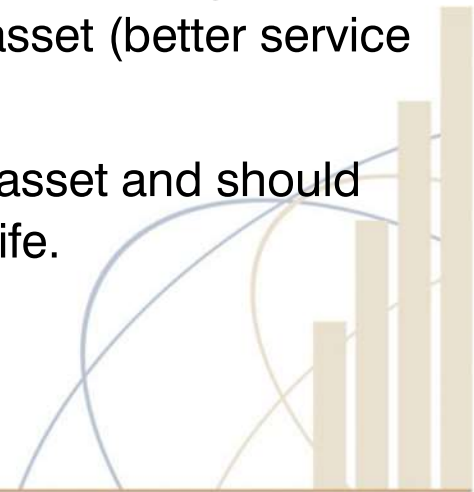 asset (better service
asset and should
ife.